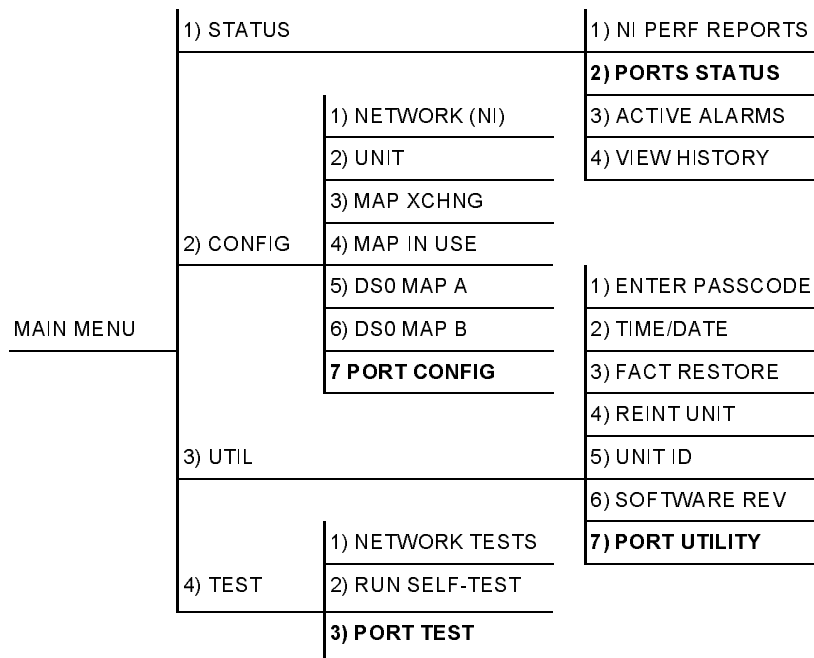 MAIN MENU
1) STATUS
1) NI PERF REPORTS
2) PORTS STATUS
3) ACTIVE ALARMS
4) VIEW HISTORY
2) CONFIG
1) NETWORK (NI)
2) UNIT
3) MAP XCHNG
4) MAP IN USE
5) DS0 MAP A
6) DS0 MAP B
7 PORT CONFIG
3) UTIL
1) ENTER PASSCODE
2) TIME/DATE
3) FACT RESTORE
4) REINT UNIT
5) UNIT ID
6) SOFTWARE REV
7) PORT UTILITY
4) TEST
1) NETWORK TESTS
2) RUN SELF-TEST
3) PORT TEST